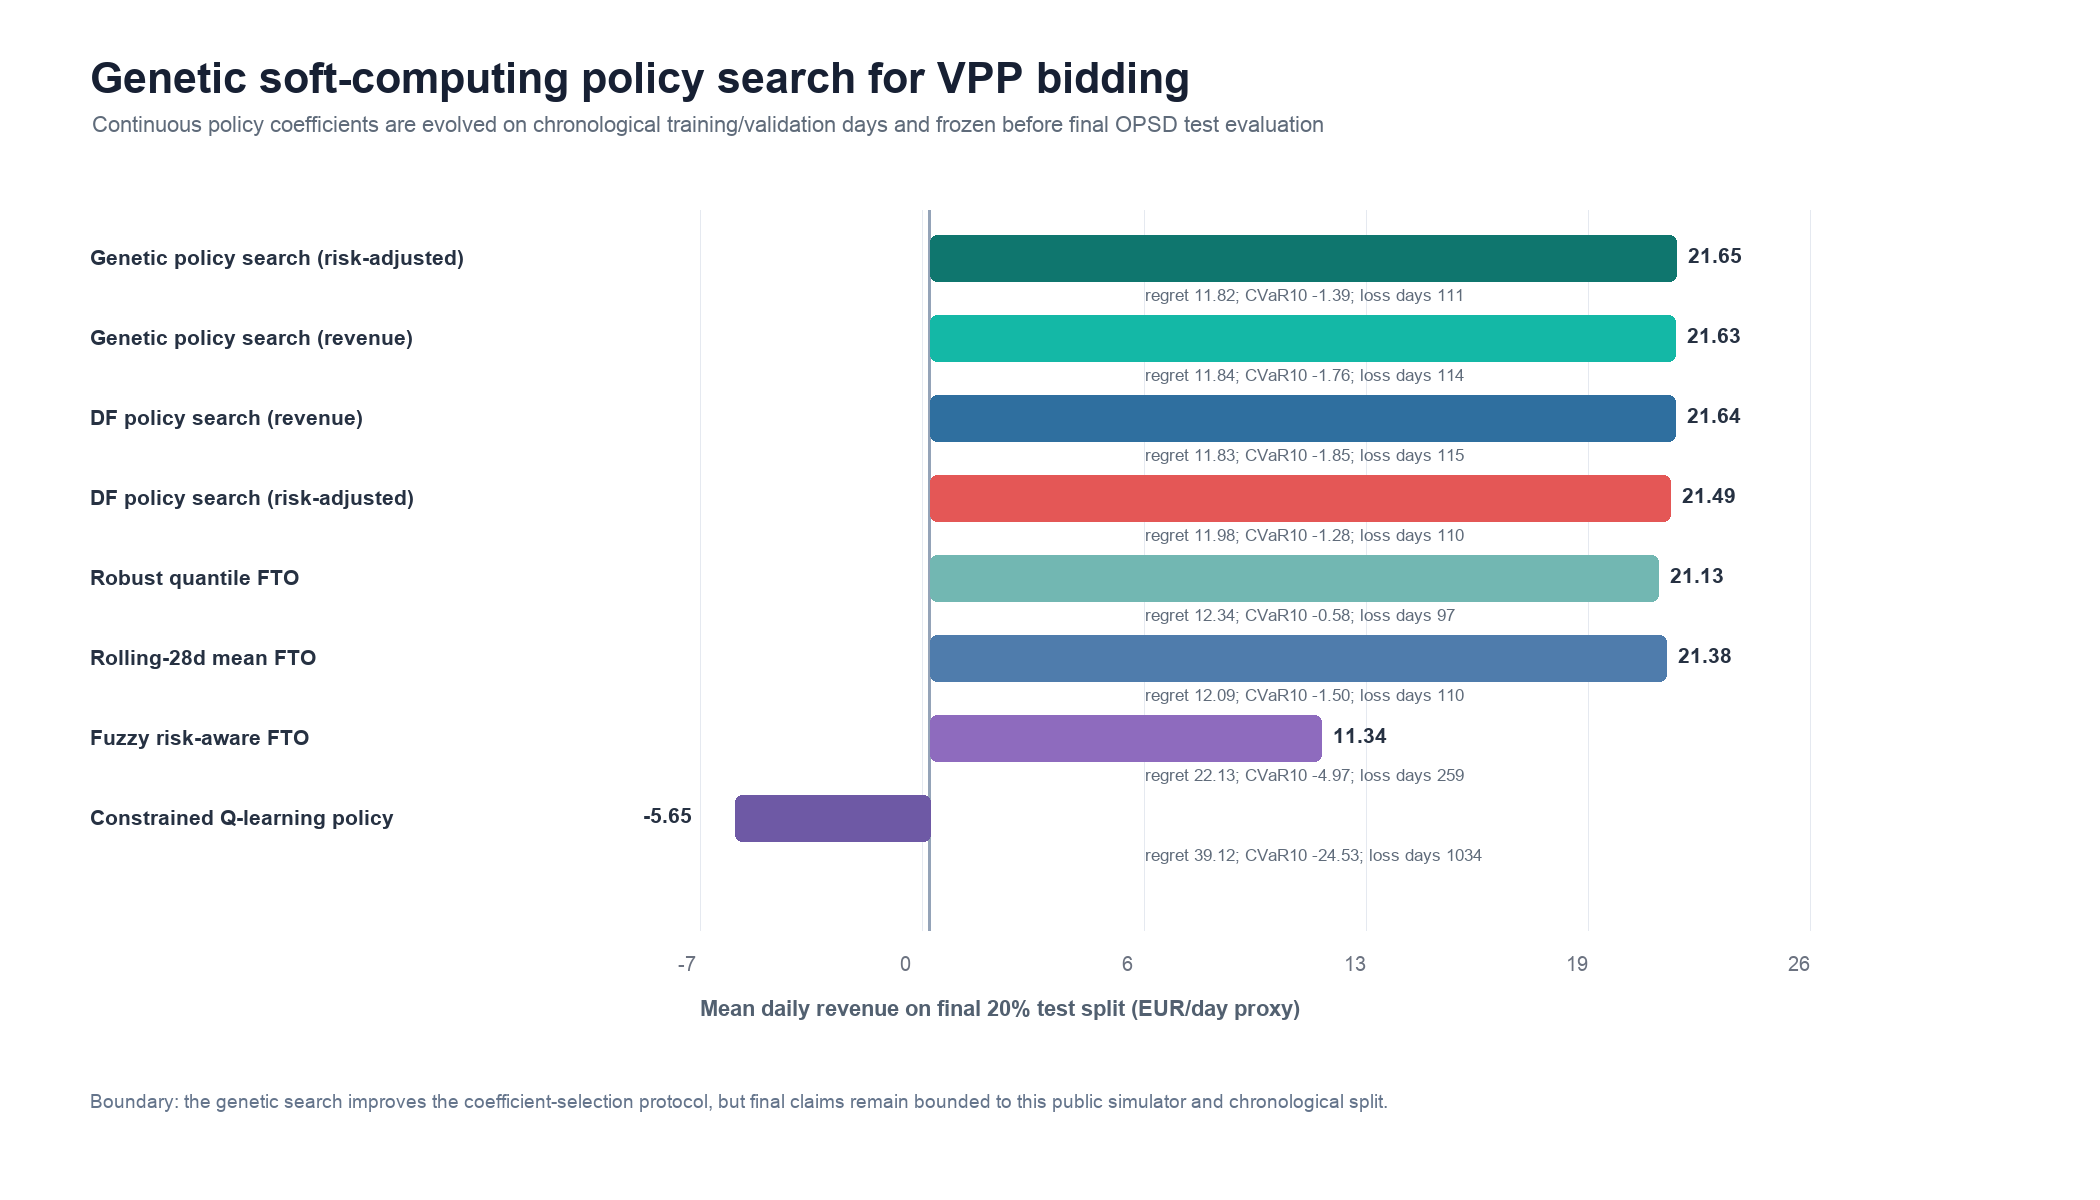 Genetic soft-computing policy search for VPP bidding
Continuous policy coefficients are evolved on chronological training/validation days and frozen before final OPSD test evaluation
Genetic policy search (risk-adjusted)
21.65
regret 11.82; CVaR10 -1.39; loss days 111
Genetic policy search (revenue)
21.63
regret 11.84; CVaR10 -1.76; loss days 114
DF policy search (revenue)
21.64
regret 11.83; CVaR10 -1.85; loss days 115
DF policy search (risk-adjusted)
21.49
regret 11.98; CVaR10 -1.28; loss days 110
Robust quantile FTO
21.13
regret 12.34; CVaR10 -0.58; loss days 97
Rolling-28d mean FTO
21.38
regret 12.09; CVaR10 -1.50; loss days 110
Fuzzy risk-aware FTO
11.34
regret 22.13; CVaR10 -4.97; loss days 259
Constrained Q-learning policy
-5.65
regret 39.12; CVaR10 -24.53; loss days 1034
-7 0 6 13 19 26
Mean daily revenue on final 20% test split (EUR/day proxy)
Boundary: the genetic search improves the coefficient-selection protocol, but final claims remain bounded to this public simulator and chronological split.